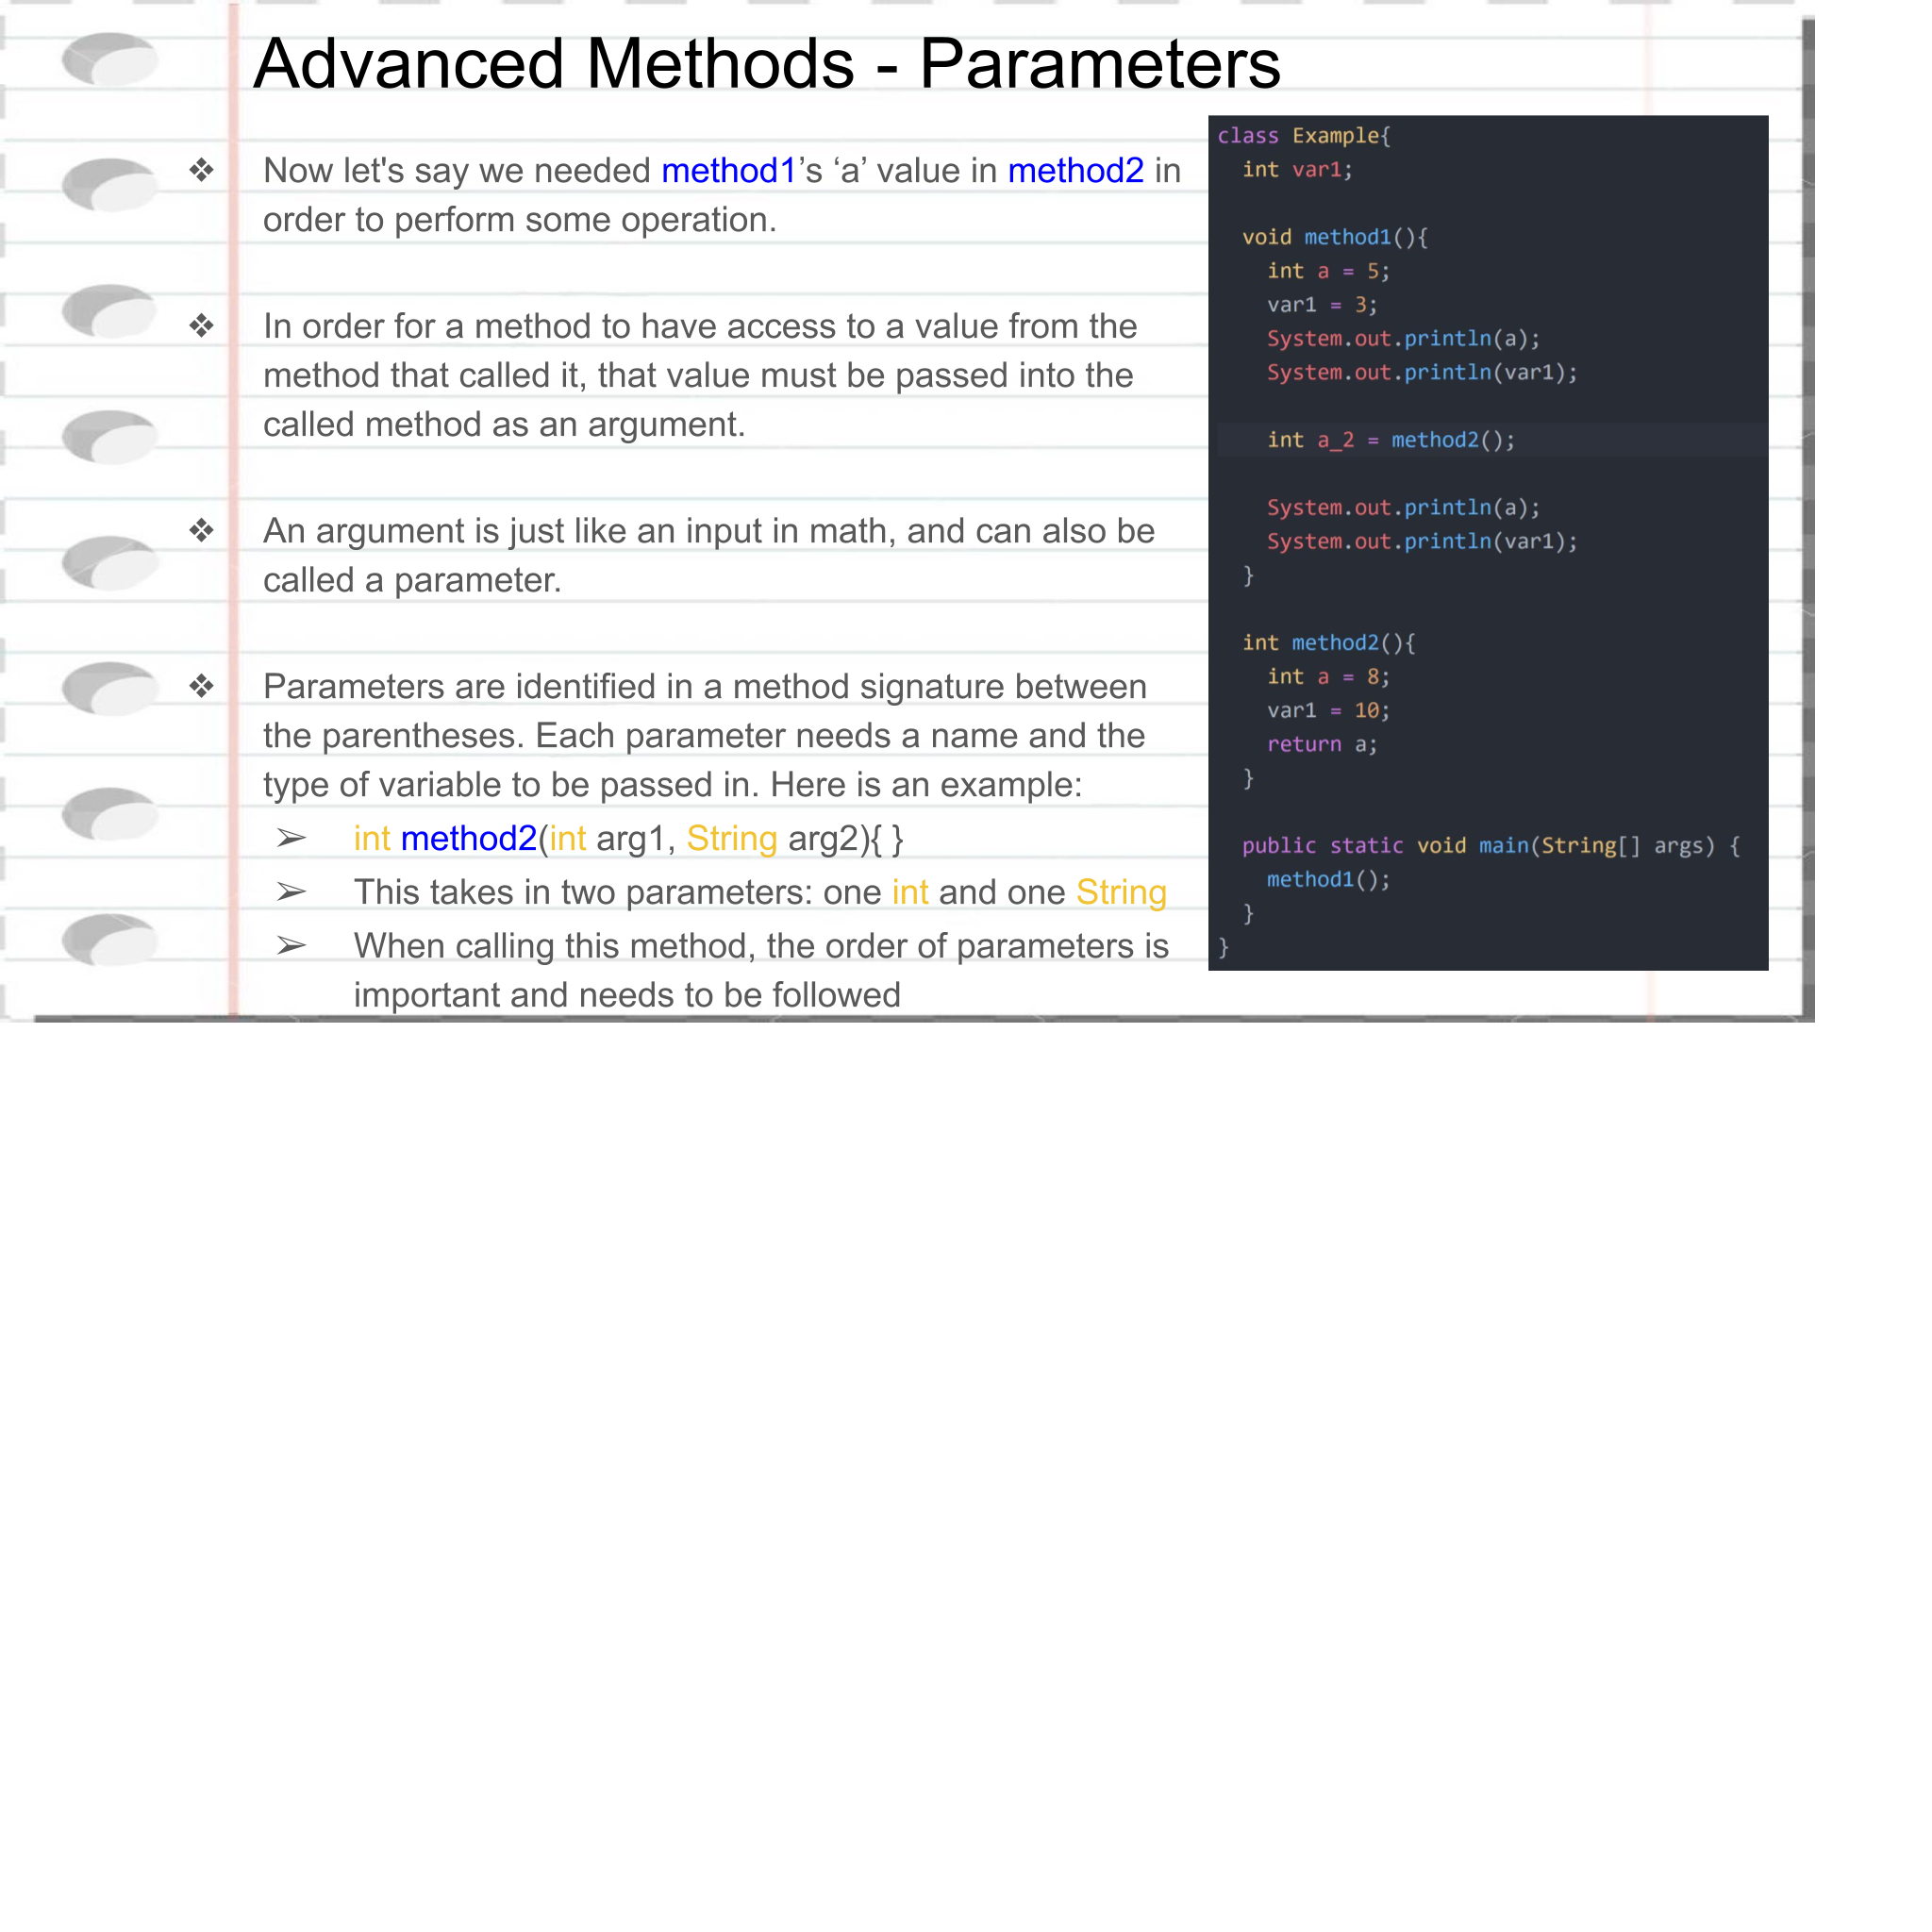 Advanced Methods - Parameters
❖ Now let's say we needed method1’s ‘a’ value in method2 in
order to perform some operation.
❖ In order for a method to have access to a value from the
method that called it, that value must be passed into the
called method as an argument.
❖ An argument is just like an input in math, and can also be
called a parameter.
❖ Parameters are identified in a method signature between
the parentheses. Each parameter needs a name and the
type of variable to be passed in. Here is an example:
➢ int method2(int arg1, String arg2){ }
➢ This takes in two parameters: one int and one String
➢ When calling this method, the order of parameters is
important and needs to be followed
class Example{
int var1;
void method1(){
int a = 5;
var1 = 3;
System.out.println(a);
System.out.println(var1);
int a_2 = method2();
System.out.println(a);
System.out.println(var1);
}
int method2(){
int a = 8;
var1 = 10;
return a;
}
public static void main(String[] args) {
method1();
}
}